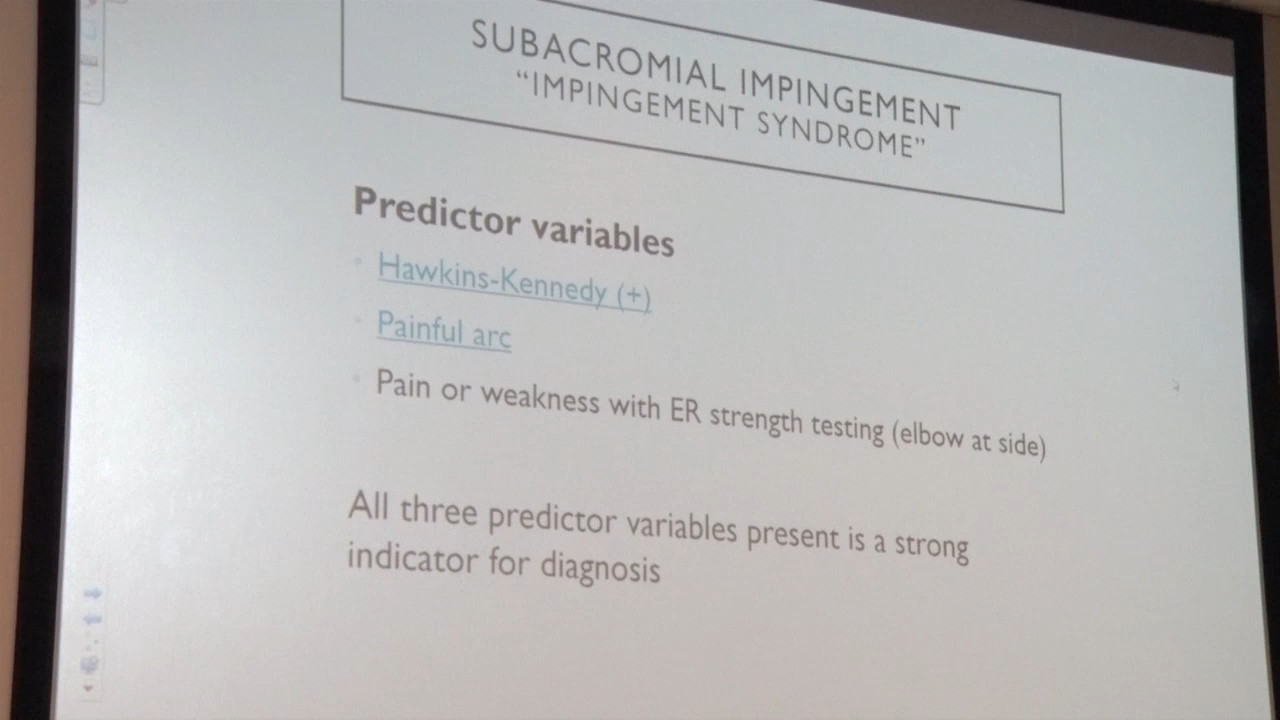 SUBACROMIAL IMPINGEMENT
“IMPINGEMENT SYNDROME”
Predictor variables
• Hawkins-Kennedy (+)
• Painful arc
• Pain or weakness with ER strength testing (elbow at side)
All three predictor variables present is a strong
indicator for diagnosis